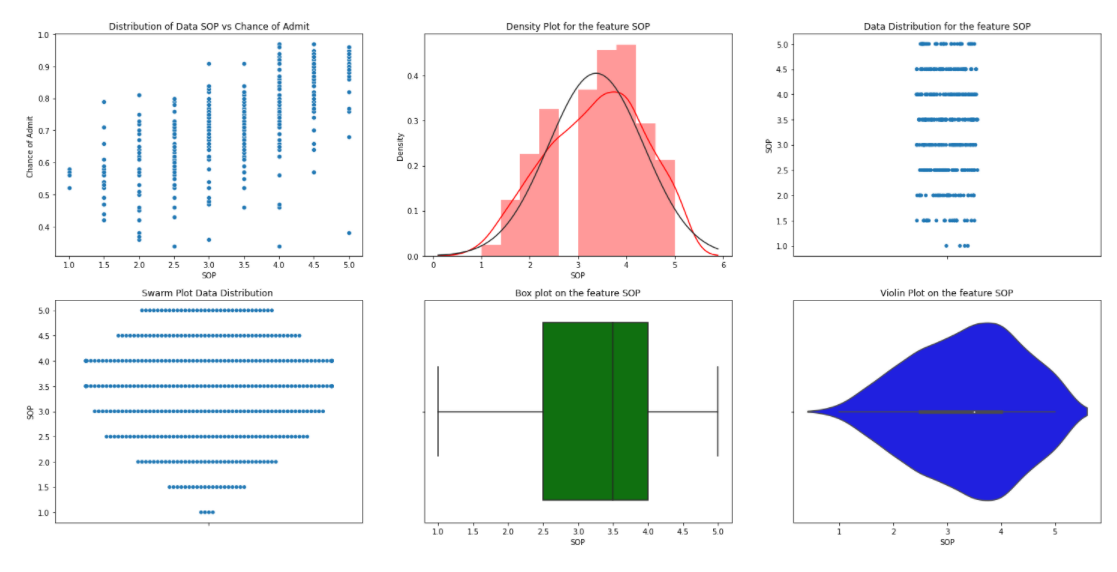 Distribution of Data SOP vs Chance of Admit
Chance of Admit
1.0
0.9
0.8
0.7
0.6
0.5
0.4
1.0 1.5 2.0 2.5 3.0 3.5 4.0 4.5 5.0
SOP
Density Plot for the feature SOP
Density
0.4
0.3
0.2
0.1
0.0
0 1 2 3 4 5 6
SOP
Data Distribution for the feature SOP
SOP
5.0
4.5
4.0
3.5
3.0
2.5
2.0
1.5
1.0
Swarm Plot Data Distribution
SOP
5.0
4.5
4.0
3.5
3.0
2.5
2.0
1.5
1.0
Box plot on the feature SOP
1.0 1.5 2.0 2.5 3.0 3.5 4.0 4.5 5.0
SOP
Violin Plot on the feature SOP
1 2 3 4 5
SOP